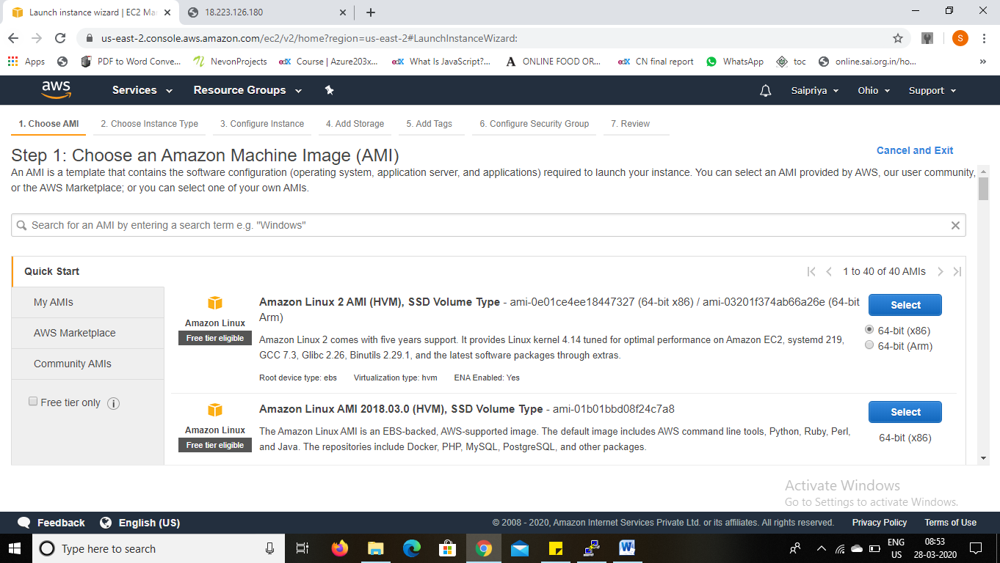 Launch instance wizard | EC2 Ma
18.223.126.180
us-east-2.console.aws.amazon.com/ec2/v2/home?region=us-east-2#LaunchInstanceWizard:
S
Apps PDF to Word Conve... NevonProjects edX Course | Azure203x... edX What Is JavaScript?... A ONLINE FOOD OR... edX CN final report WhatsApp toc online.sai.org.in/ho... »
aws Services Resource Groups Saipriya Ohio Support
1. Choose AMI 2. Choose Instance Type 3. Configure Instance 4. Add Storage 5. Add Tags 6. Configure Security Group 7. Review
Step 1: Choose an Amazon Machine Image (AMI)
Cancel and Exit
An AMI is a template that contains the software configuration (operating system, application server, and applications) required to launch your instance. You can select an AMI provided by AWS, our user community,
or the AWS Marketplace; or you can select one of your own AMIs.
Search for an AMI by entering a search term e.g. "Windows"
Quick Start
My AMIs
AWS Marketplace
Community AMIs
Free tier only
1 to 40 of 40 AMIs
Amazon Linux
Free tier eligible
Amazon Linux 2 AMI (HVM), SSD Volume Type - ami-0e01ce4ee18447327 (64-bit x86) / ami-03201f374ab66a26e (64-bit
Arm)
Amazon Linux 2 comes with five years support. It provides Linux kernel 4.14 tuned for optimal performance on Amazon EC2, systemd 219,
GCC 7.3, Glibc 2.26, Binutils 2.29.1, and the latest software packages through extras.
Root device type: ebs Virtualization type: hvm ENA Enabled: Yes
Select
64-bit (x86)
64-bit (Arm)
Amazon Linux
Free tier eligible
Amazon Linux AMI 2018.03.0 (HVM), SSD Volume Type - ami-01b01bbd08f24c7a8
The Amazon Linux AMI is an EBS-backed, AWS-supported image. The default image includes AWS command line tools, Python, Ruby, Perl,
and Java. The repositories include Docker, PHP, MySQL, PostgreSQL, and other packages.
Select
64-bit (x86)
Activate Windows
Go to Settings to activate Windows.
Feedback English (US) © 2008 - 2020, Amazon Internet Services Private Ltd. or its affiliates. All rights reserved. Privacy Policy Terms of Use
Type here to search
ENG
US
08:53
28-03-2020